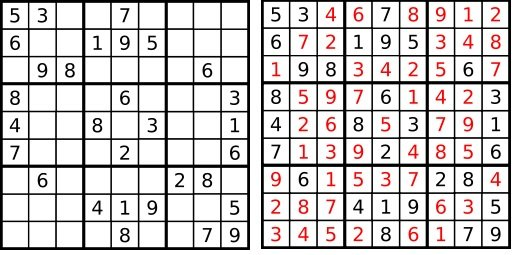 5 3 7
6 1 9 5
9 8 6
8 6 3
4 8 3 1
7 2 6
6 2 8
4 1 9 5
8 7 9
5 3 4 6 7 8 9 1 2
6 7 2 1 9 5 3 4 8
1 9 8 3 4 2 5 6 7
8 5 9 7 6 1 4 2 3
4 2 6 8 5 3 7 9 1
7 1 3 9 2 4 8 5 6
9 6 1 5 3 7 2 8 4
2 8 7 4 1 9 6 3 5
3 4 5 2 8 6 1 7 9